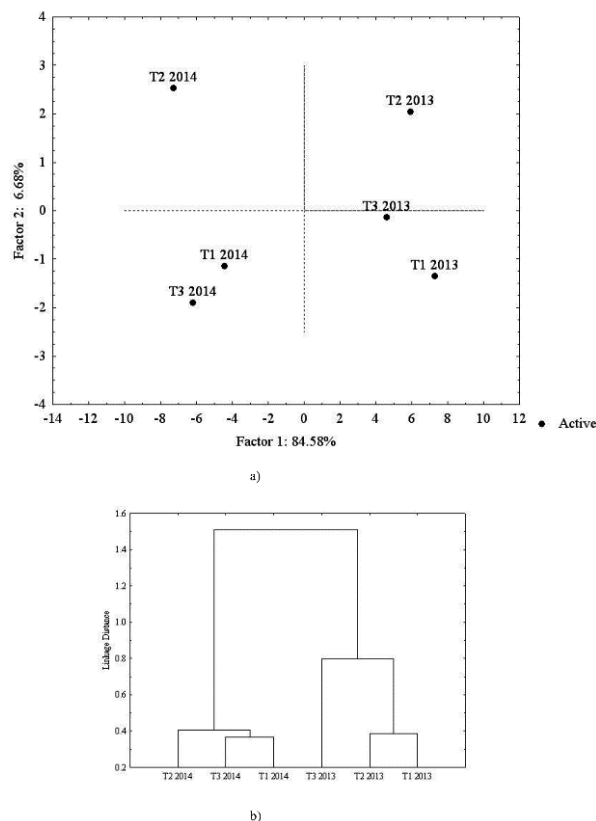 4
3
2
1
0
-1
-2
-3
-4
Factor 2: 6.68%
T2 2014
T2 2013
T3 2013
T1 2014
T1 2013
T3 2014
-14 -12 -10 -8 -6 -4 -2 0 2 4 6 8 10 12
Factor 1: 84.58%
Active
a)
1.6
1.4
1.2
1.0
0.8
0.6
0.4
0.2
Linkage Distance
T2 2014 T3 2014 T1 2014 T3 2013 T2 2013 T1 2013
b)